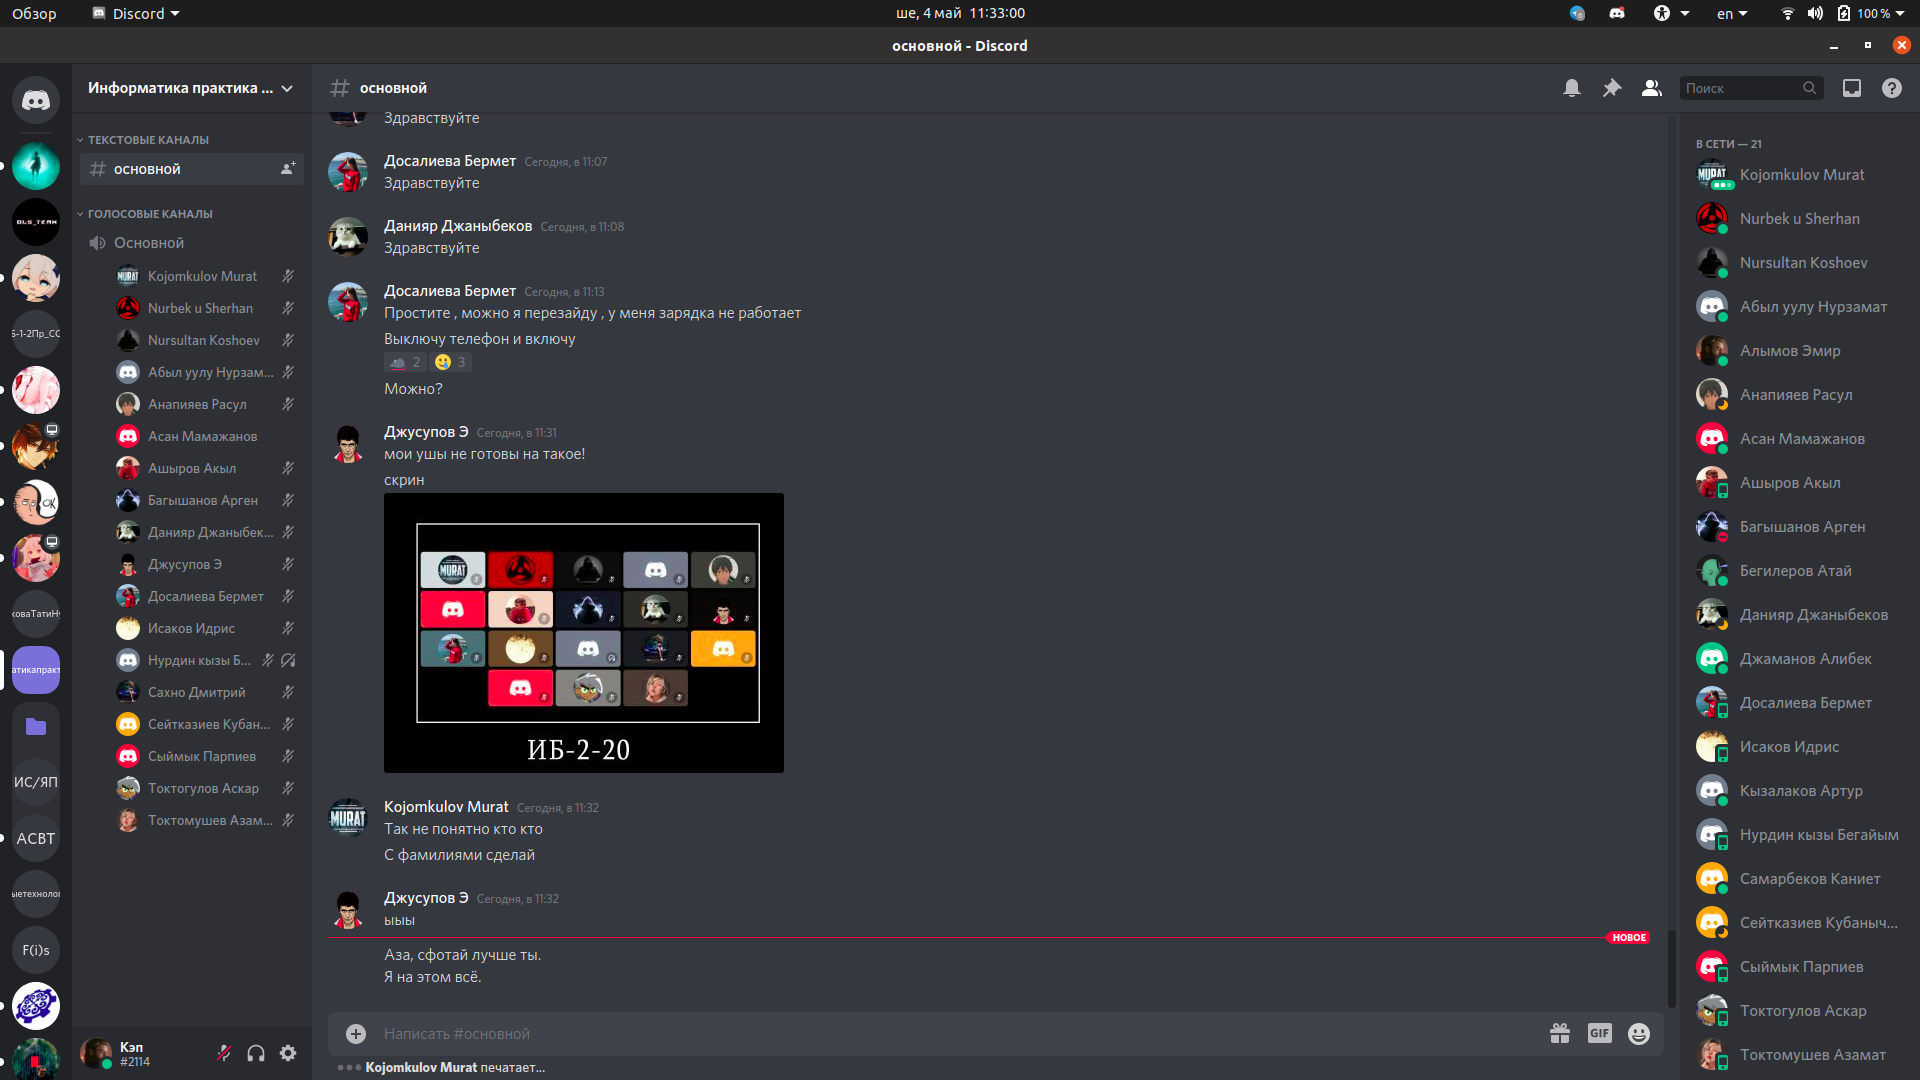 Обзор
Discord
ше, 4 май 11:33:00
en
100 %
основной - Discord
Информатика практика ...
ТЕКСТОВЫЕ КАНАЛЫ
основной
ГОЛОСОВЫЕ КАНАЛЫ
Основной
Kojomkulov Murat
Nurbek u Sherhan
Nursultan Koshoev
Абыл уулу Нурзам...
Анапияев Расул
Асан Мамажанов
Ашыров Акыл
Багышанов Арген
Данияр Джаныбек...
Джусупов Э
Досалиева Бермет
Исаков Идрис
Нурдин кызы Б...
Сахно Дмитрий
Сейтказиев Кубан...
Сыймык Парпиев
Токтогулов Аскар
Токтомушев Азам...
Кэп
#2114
ИС/ЯП
АСВТ
F(i)s
основной
Поиск
Здравствуйте
Досалиева Бермет Сегодня, в 11:07
Здравствуйте
Данияр Джаныбеков Сегодня, в 11:08
Здравствуйте
Досалиева Бермет Сегодня, в 11:13
Простите , можно я перезайду , у меня зарядка не работает
Выключу телефон и включу
2 3
Можно?
Джусупов Э Сегодня, в 11:31
мои ушы не готовы на такое!
скрин
MURAT
ИБ-2-20
Kojomkulov Murat Сегодня, в 11:32
Так не понятно кто кто
С фамилиями сделай
Джусупов Э Сегодня, в 11:32
ыыы
НОВОЕ
Аза, сфотай лучше ты.
Я на этом всё.
Написать #основной
GIF
Kojomkulov Murat печатает...
В СЕТИ — 21
Kojomkulov Murat
Nurbek u Sherhan
Nursultan Koshoev
Абыл уулу Нурзамат
Алымов Эмир
Анапияев Расул
Асан Мамажанов
Ашыров Акыл
Багышанов Арген
Бегилеров Атай
Данияр Джаныбеков
Джаманов Алибек
Досалиева Бермет
Исаков Идрис
Кызалаков Артур
Нурдин кызы Бегайым
Самарбеков Каниет
Сейтказиев Кубаныч...
Сыймык Парпиев
Токтогулов Аскар
Токтомушев Азамат